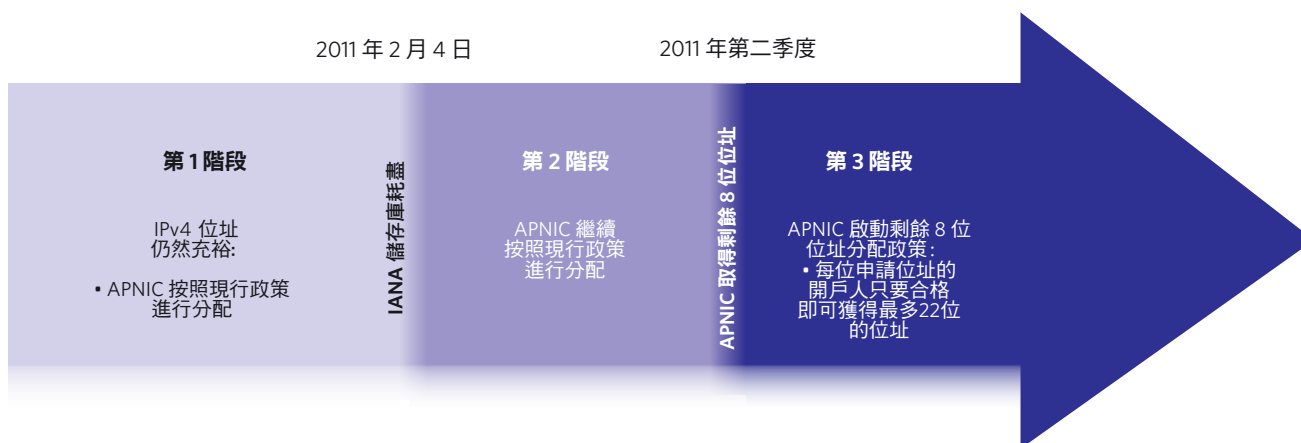 2011 年 2 月 4 日
2011 年第二季度
第 1 階段
IPv4 位址
仍然充裕:
• APNIC 按照現行政策
進行分配
IANA 儲存庫耗盡
第 2 階段
APNIC 繼續
按照現行政策
進行分配
APNIC 取得剩餘 8 位位址
第 3 階段
APNIC 啟動剩餘 8 位
位址分配政策:
• 每位申請位址的
開戶人只要合格
即可獲得最多22位
的位址